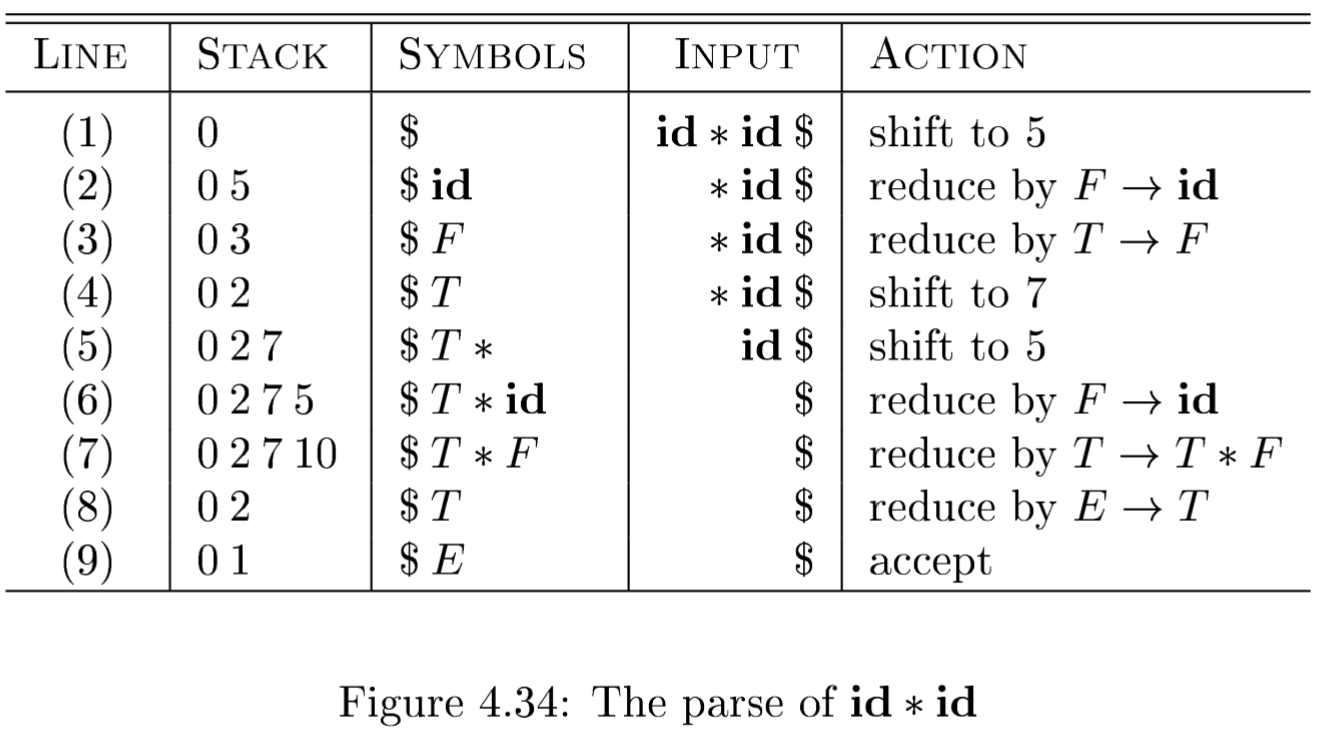 LINE STACK SYMBOLS INPUT ACTION
(1) 0 $ id * id $ shift to 5
(2) 0 5 $ id * id $ reduce by F → id
(3) 0 3 $ F * id $ reduce by T → F
(4) 0 2 $ T * id $ shift to 7
(5) 0 2 7 $ T * id $ shift to 5
(6) 0 2 7 5 $ T * id $ reduce by F → id
(7) 0 2 7 10 $ T * F $ reduce by T → T * F
(8) 0 2 $ T $ reduce by E → T
(9) 0 1 $ E $ accept
Figure 4.34: The parse of id * id